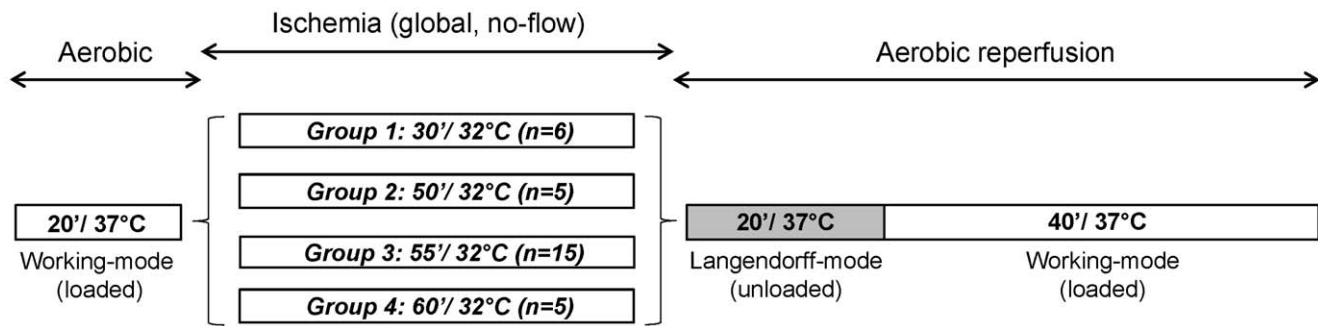 Ischemia (global, no-flow)
Aerobic
Aerobic reperfusion
Group 1: 30’/ 32°C (n=6)
Group 2: 50’/ 32°C (n=5)
20’/ 37°C
20’/ 37°C
40’/ 37°C
Group 3: 55’/ 32°C (n=15)
Working-mode
(loaded)
Langendorff-mode
(unloaded)
Working-mode
(loaded)
Group 4: 60’/ 32°C (n=5)